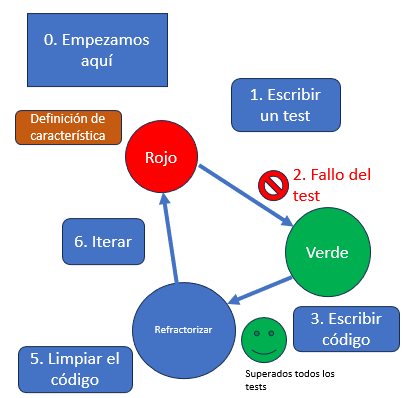 0. Empezamos
aquí
1. Escribir
un test
Definición de
característica
Rojo
2. Fallo del
test
6. Iterar
Verde
3. Escribir
código
Refractorizar
5. Limpiar el
código
Superados todos los
tests